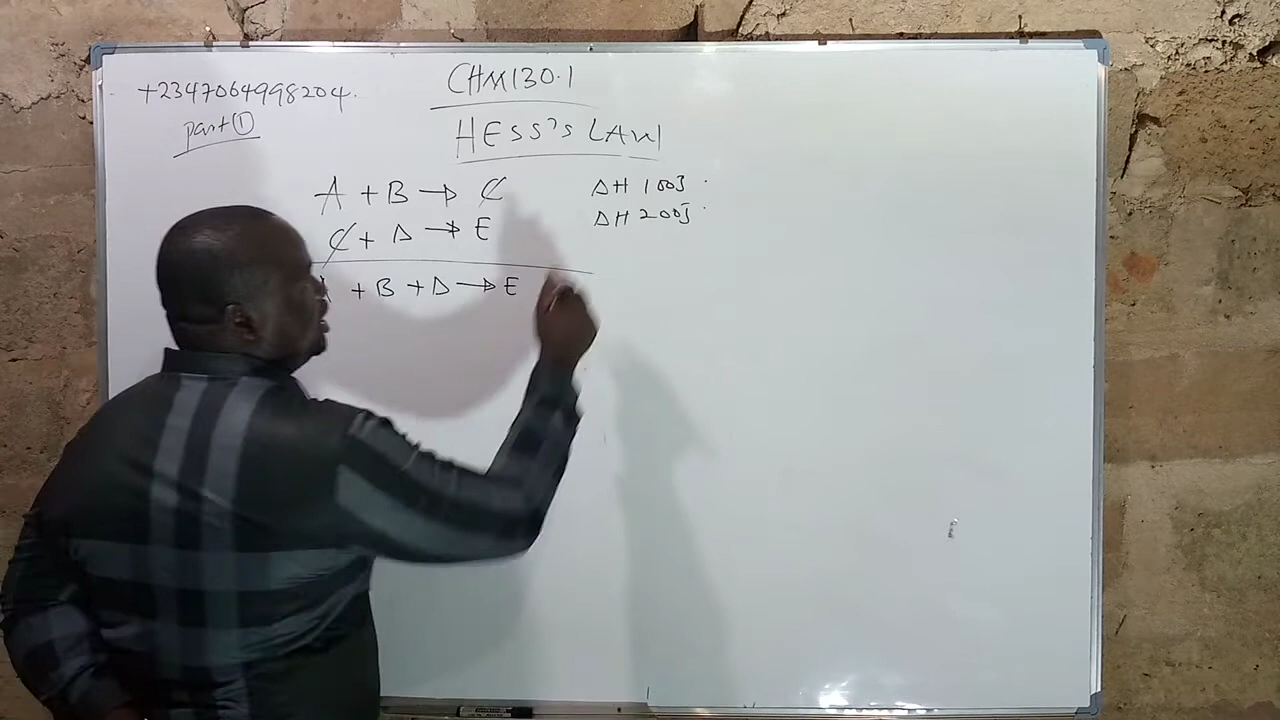 CHM130.1
+2347064998204.
part ①
HESS's LAW
A + B → C ΔH 100J.
C + D → E ΔH 200J.
A + B + D → E